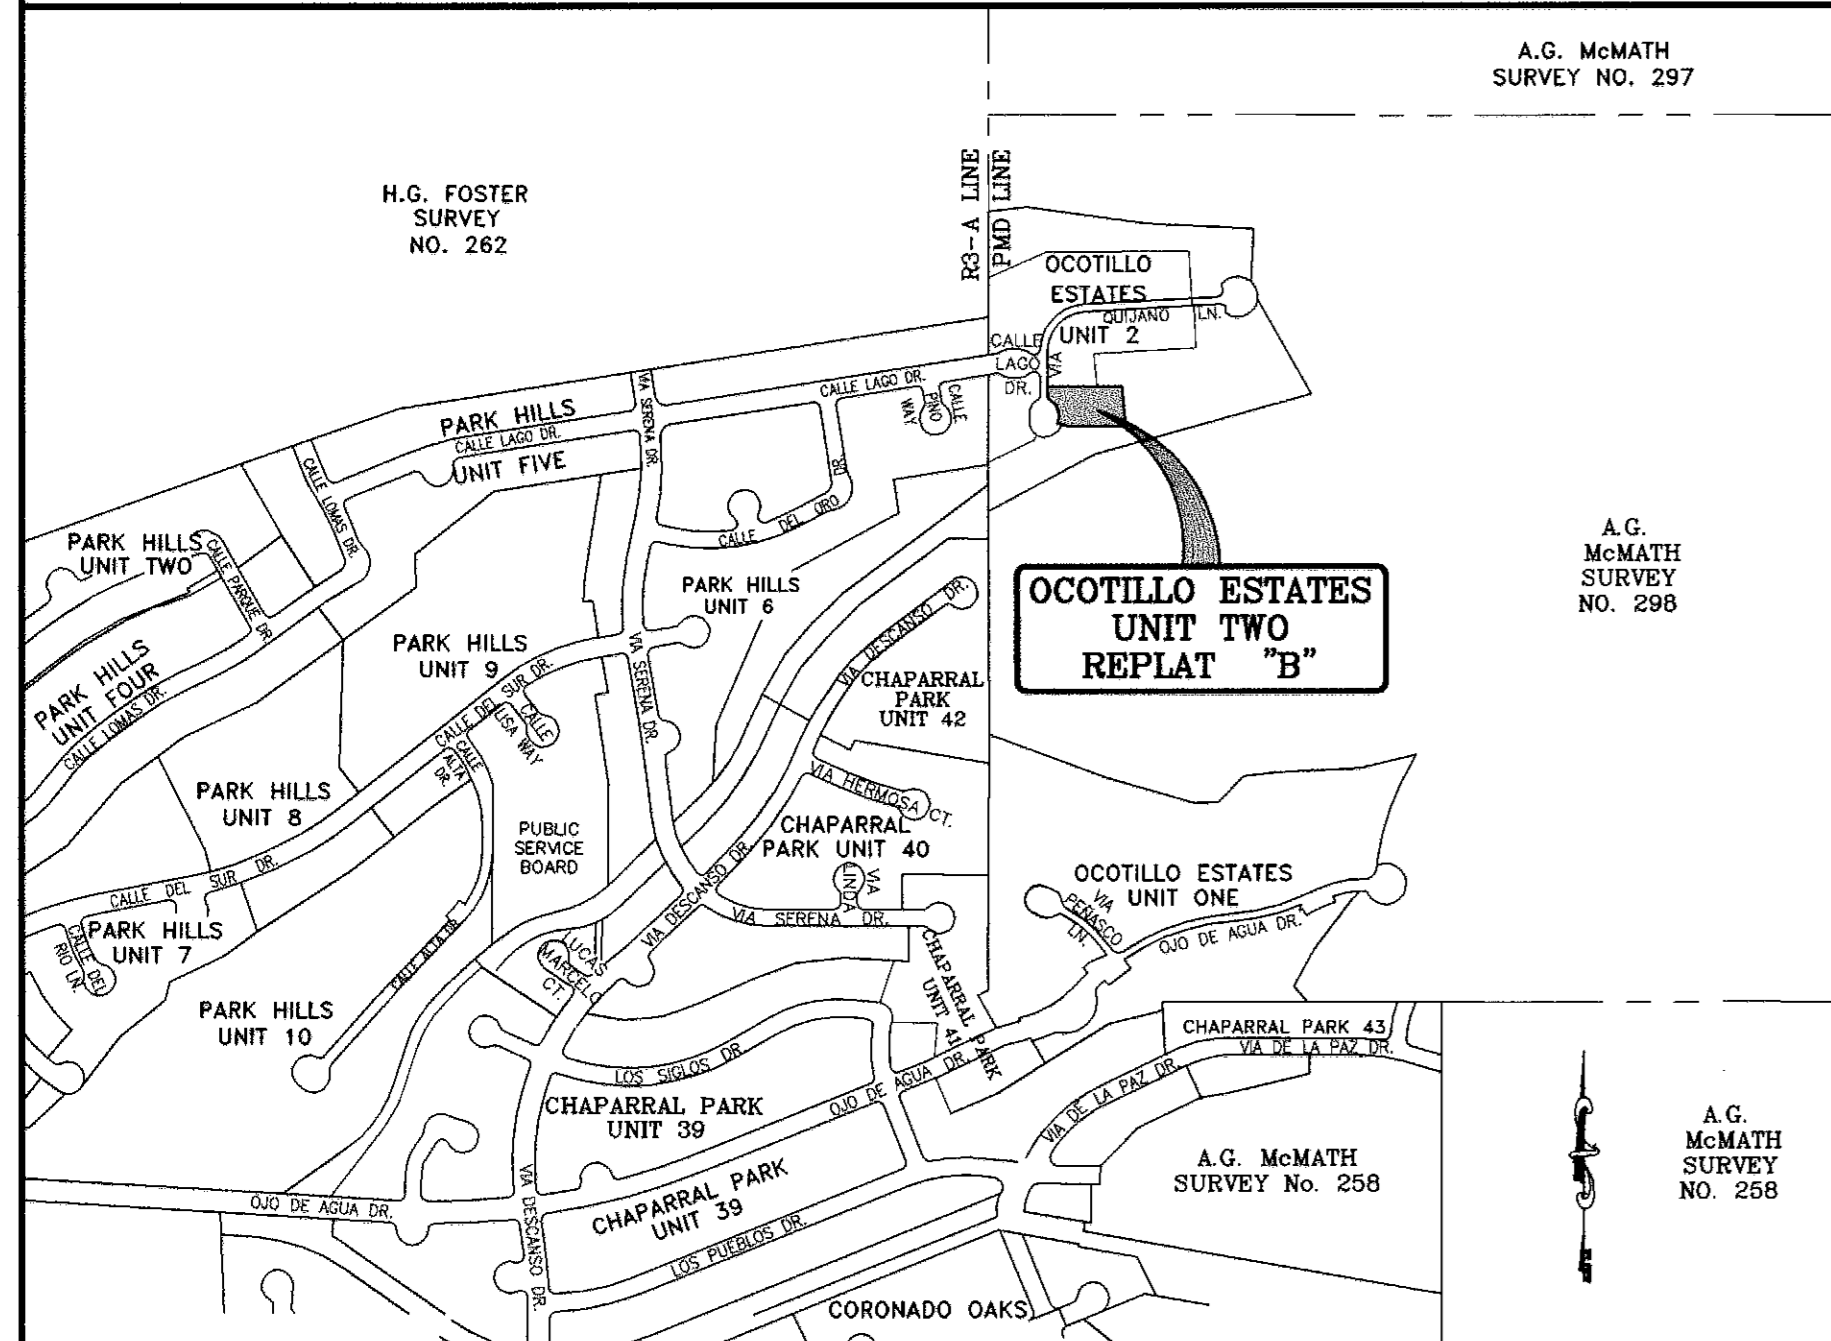 A.G. McMATH
SURVEY NO. 297
H.G. FOSTER
SURVEY
NO. 262
R3-A LINE
PMD LINE
OCOTILLO
ESTATES
QUIJANO LN.
UNIT 2
VIA
CALLE
LAGO
DR.
CALLE LAGO DR.
CALLE
PINO
WAY
VIA SERENA DR.
PARK HILLS
CALLE LAGO DR.
UNIT FIVE
CALLE LOMAS DR.
CALLE DEL ORO DR.
PARK HILLS
UNIT TWO
CALLE PARQUE DR.
PARK HILLS
UNIT 6
OCOTILLO ESTATES
UNIT TWO
REPLAT "B"
A.G.
McMATH
SURVEY
NO. 298
PARK HILLS
UNIT FOUR
CALLE LOMAS DR.
PARK HILLS
UNIT 9
CALLE DEL SUR DR.
CALLE
LISA WAY
CALLE
ALTA
DR.
VIA SERENA DR.
VIA DESCANSO DR.
CHAPARRAL
PARK
UNIT 42
VIA HERMOSA CT.
PARK HILLS
UNIT 8
PUBLIC
SERVICE
BOARD
CHAPARRAL
PARK UNIT 40
VIA
LINDA
OCOTILLO ESTATES
UNIT ONE
VIA
PEÑASCO
LN.
OJO DE AGUA DR.
CALLE DEL SUR DR.
PARK HILLS
UNIT 7
CALLE DEL
RIO LN.
CALLE ALTA DR.
VIA DESCANSO DR.
VIA SERENA DR.
LUCAS
MARCELO
CT.
CHAPARRAL PARK
UNIT 41
PARK HILLS
UNIT 10
CHAPARRAL PARK 43
VIA DE LA PAZ DR.
LOS SIGLOS DR.
OJO DE AGUA DR.
VIA DE LA PAZ DR.
CHAPARRAL PARK
UNIT 39
A.G. McMATH
SURVEY No. 258
A.G.
McMATH
SURVEY
NO. 258
OJO DE AGUA DR.
VIA DESCANSO DR.
CHAPARRAL PARK
UNIT 39
LOS PUEBLOS DR.
CORONADO OAKS